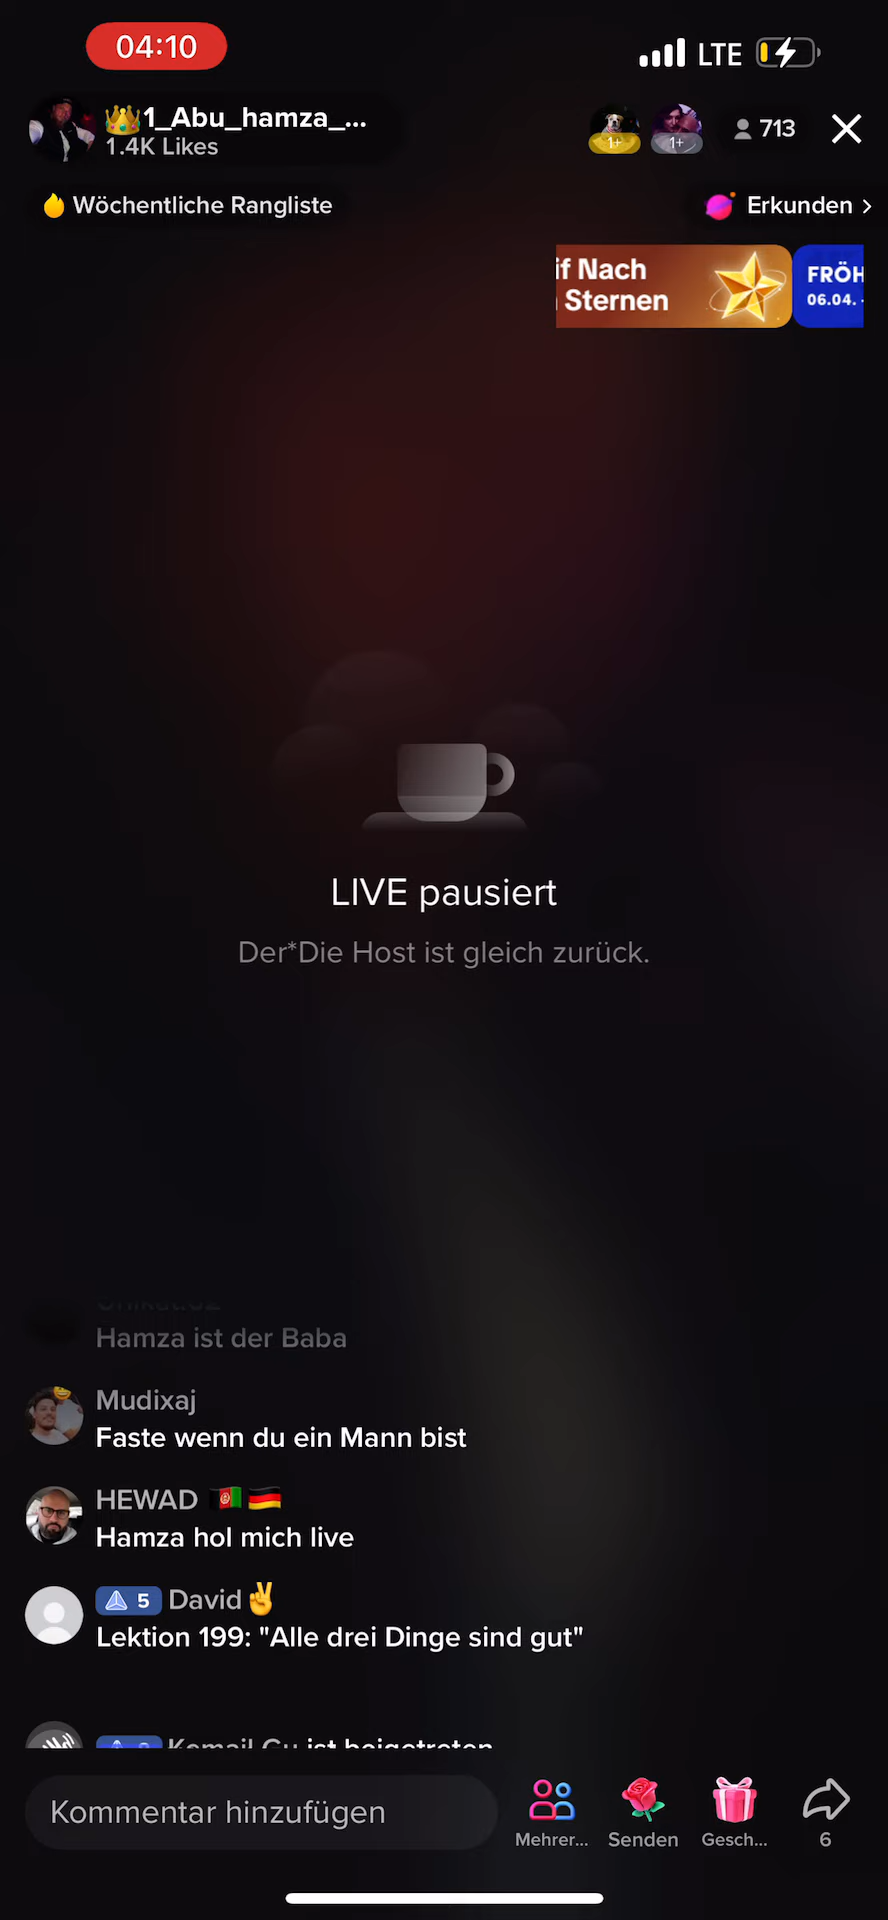 04:10
LTE
1_Abu_hamza_...
1.4K Likes
1+
1+
713
Wöchentliche Rangliste
Erkunden
if Nach
Sternen
FRÖH
06.04. -
LIVE pausiert
Der*Die Host ist gleich zurück.
Hamza ist der Baba
Mudixaj
Faste wenn du ein Mann bist
HEWAD
Hamza hol mich live
5 David
Lektion 199: "Alle drei Dinge sind gut"
ist beigetreten
Kommentar hinzufügen
Mehrer...
Senden
Gesch...
6